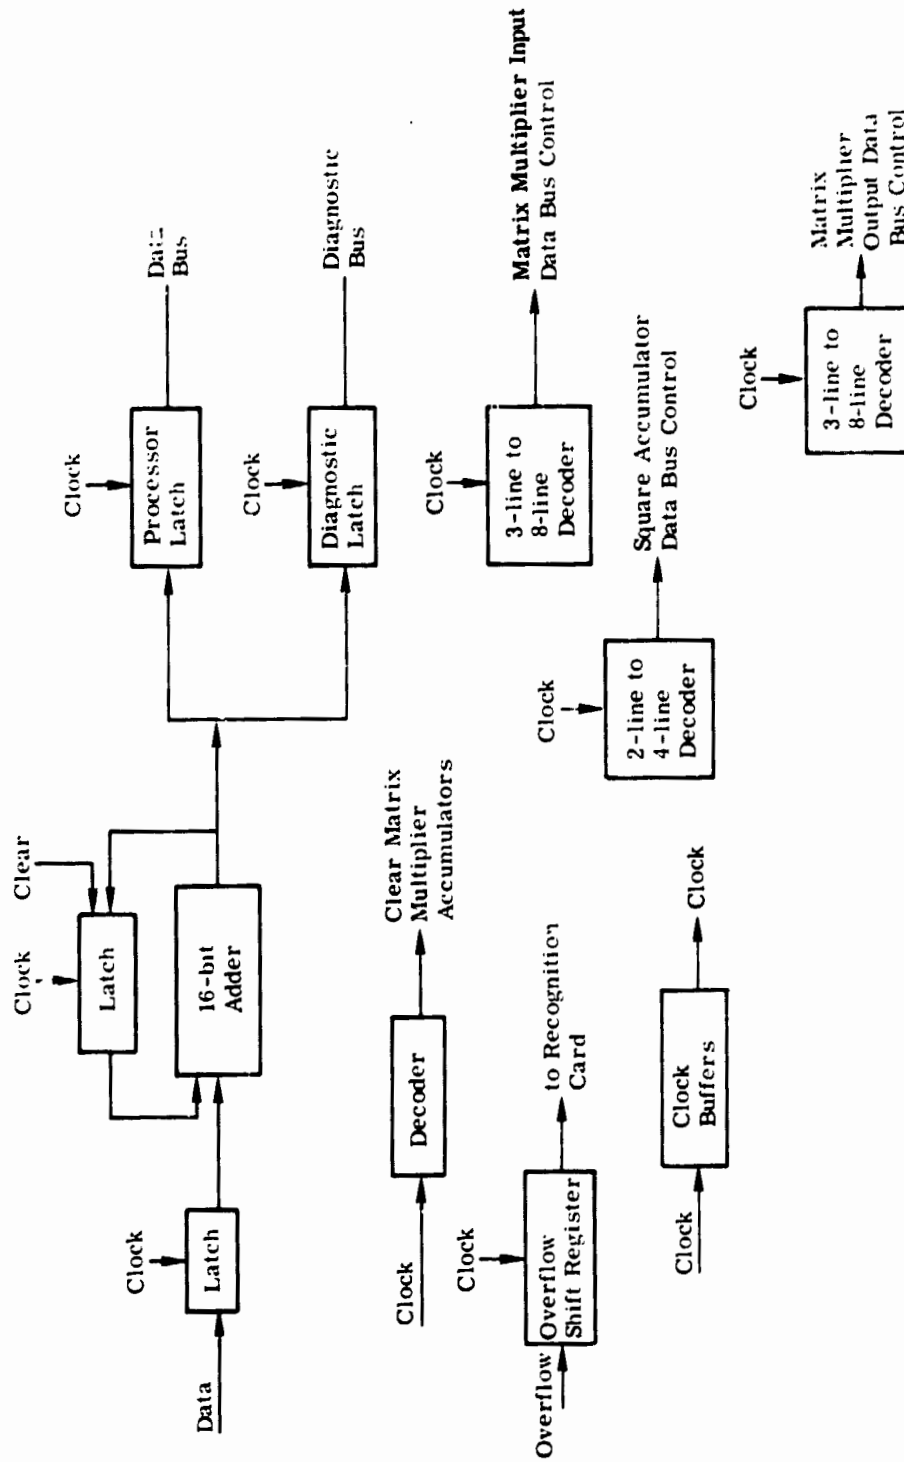 Data
Clock
Latch
Clock
Clear
Latch
16-bit
Adder
Clock
Processor
Latch
Bus
Clock
Diagnostic
Latch
Diagnostic
Bus
Clock
Decoder
Clear Matrix
Multiplier
Accumulators
Clock
3-line to
8-line
Decoder
Matrix Multiplier Input
Data Bus Control
Overflow
Clock
Overflow
Shift Register
to Recognition
Card
Clock
2-line to
4-line
Decoder
Square Accumulator
Data Bus Control
Clock
Clock
Buffers
Clock
Clock
3-line to
8-line
Decoder
Matrix
Multiplier
Output Data
Bus Control